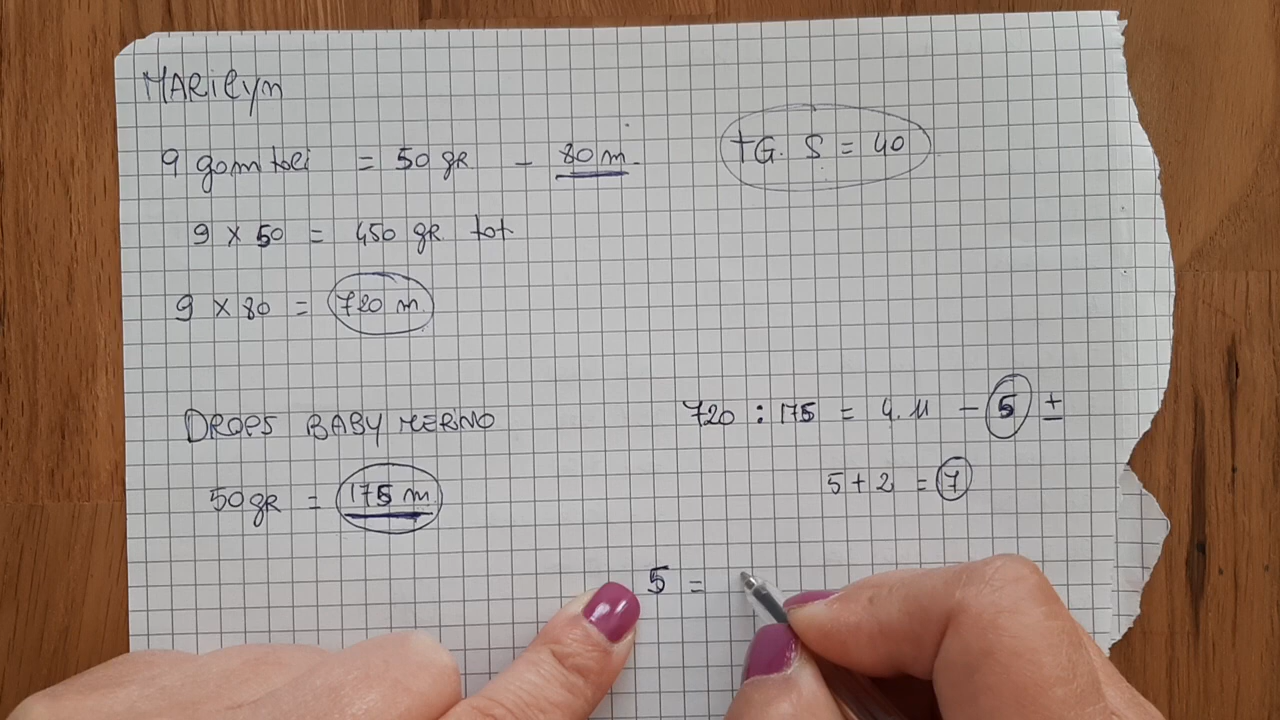 MARilyn
9 gomitoli = 50 gR - 80 m
TG. S = 40
9 x 50 = 450 gR tot.
9 x 80 = 720 m
DROPS BABY MERINO
720 : 175 = 4.11 - 5 ±
50 gR = 175 m
5 + 2 = 7
5 =